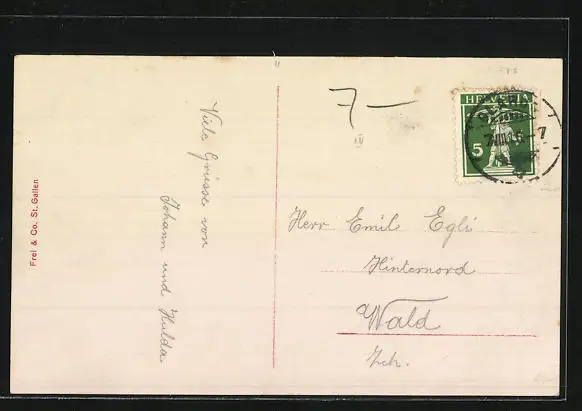 Frei & Co. St. Gallen
Viele Grüsse von
Johann und Hulda
7 —
HELVETIA
5
Herr Emil Egli
Hinternord
Wald
Zch.